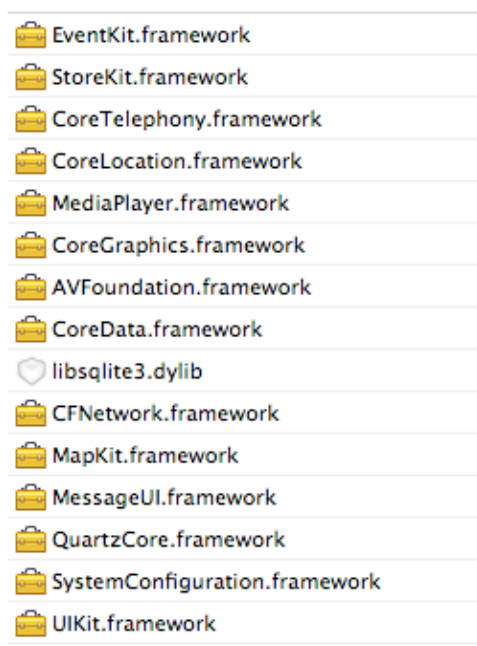 EventKit.framework
StoreKit.framework
CoreTelephony.framework
CoreLocation.framework
MediaPlayer.framework
CoreGraphics.framework
AVFoundation.framework
CoreData.framework
libsqlite3.dylib
CFNetwork.framework
MapKit.framework
MessageUI.framework
QuartzCore.framework
SystemConfiguration.framework
UIKit.framework